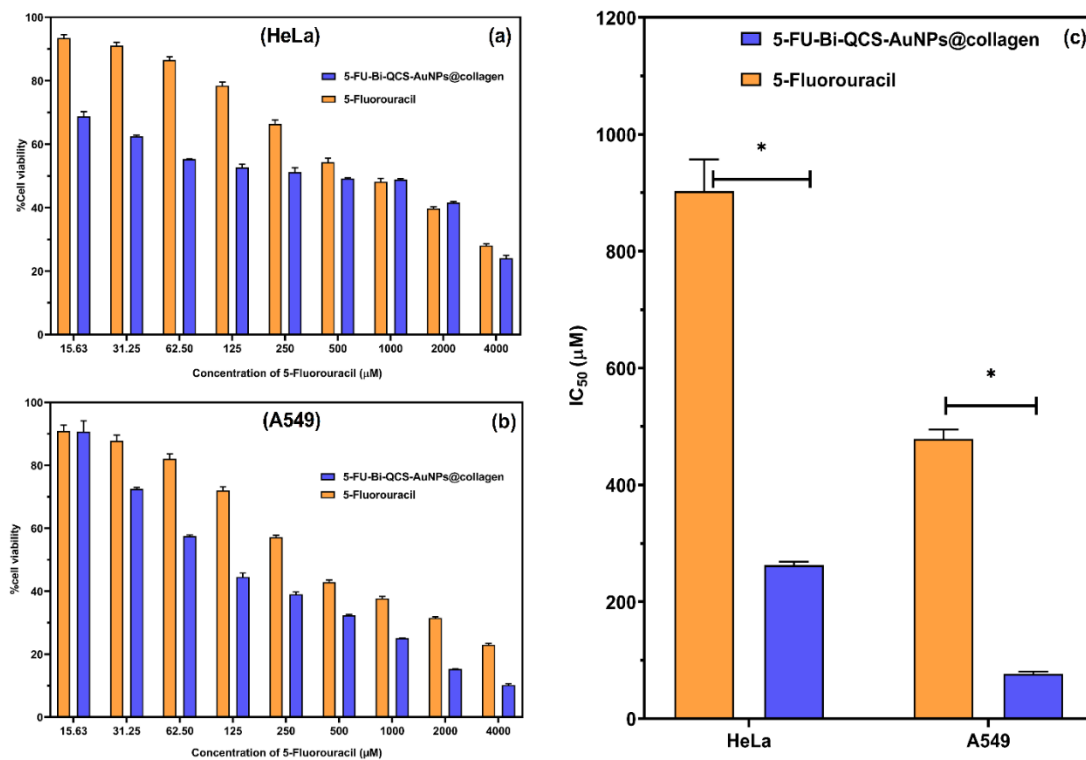 (HeLa) (a)
5-FU-Bi-QCS-AuNPs@collagen
5-Fluorouracil
%Cell viability
100
80
60
40
20
0
15.63 31.25 62.50 125 250 500 1000 2000 4000
Concentration of 5-Fluorouracil (µM)
(A549) (b)
5-FU-Bi-QCS-AuNPs@collagen
5-Fluorouracil
%cell viability
100
80
60
40
20
0
15.63 31.25 62.50 125 250 500 1000 2000 4000
Concentration of 5-Fluorouracil (µM)
(c)
5-FU-Bi-QCS-AuNPs@collagen
5-Fluorouracil
*
*
IC50 (µM)
1200
1000
800
600
400
200
0
HeLa A549